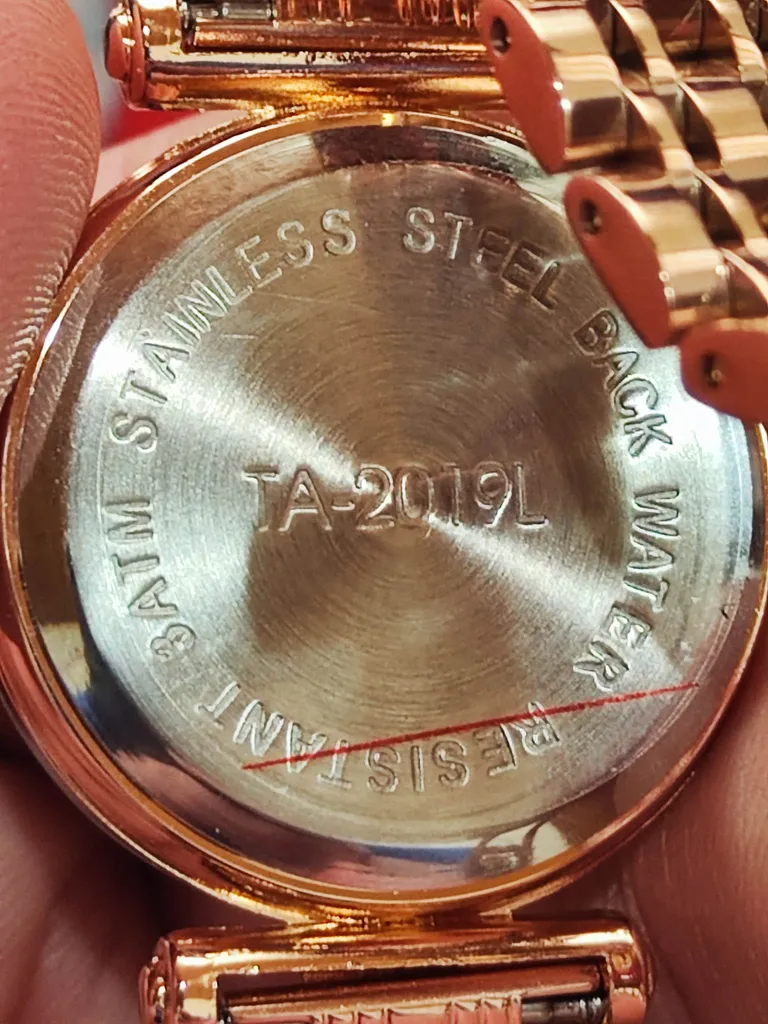 STAINLESS STEEL BACK WATER RESISTANT 3ATM
TA-2019L